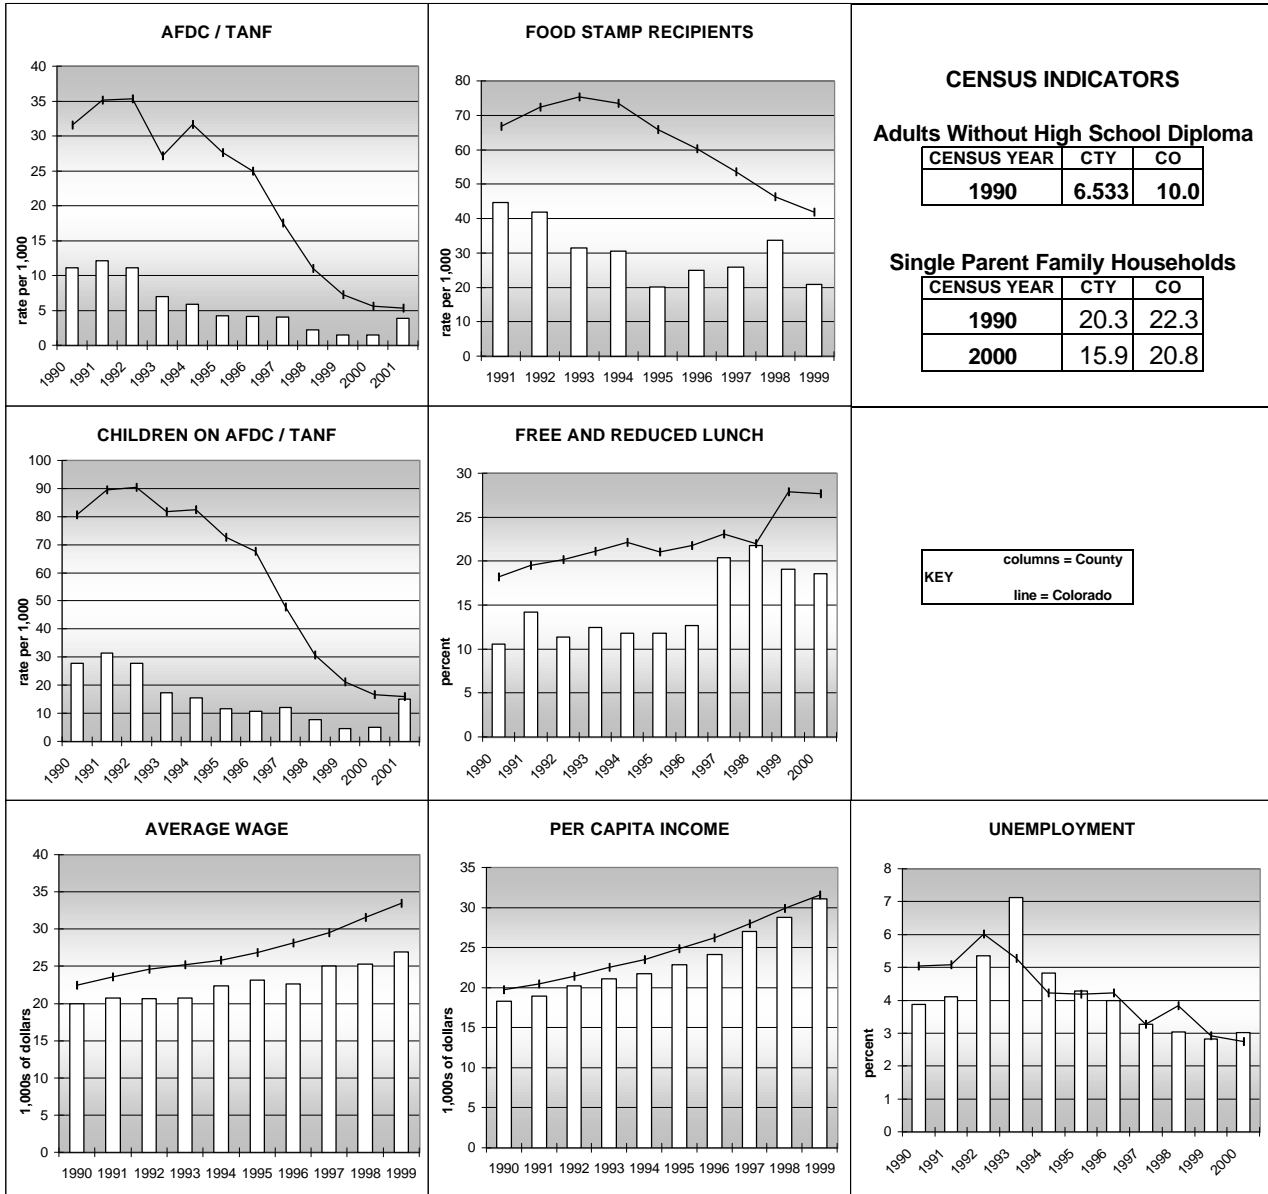 AFDC / TANF
40
35
30
25
20
15
10
5
0
rate per 1,000
1990 1991 1992 1993 1994 1995 1996 1997 1998 1999 2000 2001
FOOD STAMP RECIPIENTS
80
70
60
50
40
30
20
10
0
rate per 1,000
1991 1992 1993 1994 1995 1996 1997 1998 1999
CENSUS INDICATORS
Adults Without High School Diploma
CENSUS YEAR CTY CO
1990 6.533 10.0
Single Parent Family Households
CENSUS YEAR CTY CO
1990 20.3 22.3
2000 15.9 20.8
CHILDREN ON AFDC / TANF
100
90
80
70
60
50
40
30
20
10
0
rate per 1,000
1990 1991 1992 1993 1994 1995 1996 1997 1998 1999 2000 2001
FREE AND REDUCED LUNCH
30
25
20
15
10
5
0
percent
1990 1991 1992 1993 1994 1995 1996 1997 1998 1999 2000
columns = County
KEY
line = Colorado
AVERAGE WAGE
40
35
30
25
20
15
10
5
0
1,000s of dollars
1990 1991 1992 1993 1994 1995 1996 1997 1998 1999
PER CAPITA INCOME
35
30
25
20
15
10
5
0
1,000s of dollars
1990 1991 1992 1993 1994 1995 1996 1997 1998 1999
UNEMPLOYMENT
8
7
6
5
4
3
2
1
0
percent
1990 1991 1992 1993 1994 1995 1996 1997 1998 1999 2000